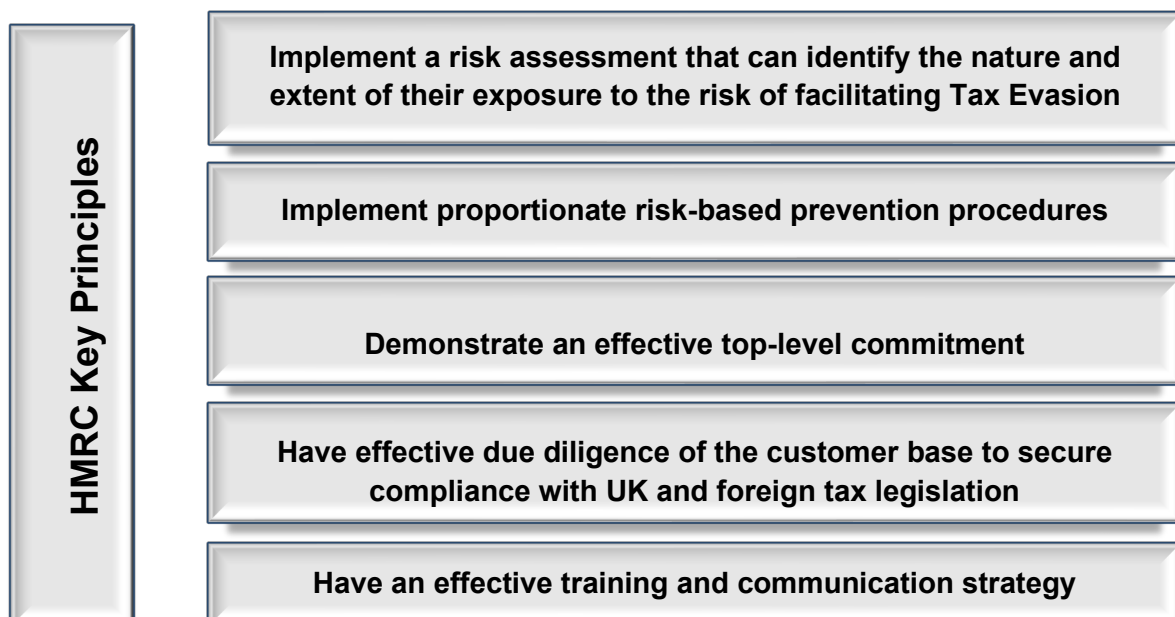 HMRC Key Principles
Implement a risk assessment that can identify the nature and
extent of their exposure to the risk of facilitating Tax Evasion
Implement proportionate risk-based prevention procedures
Demonstrate an effective top-level commitment
Have effective due diligence of the customer base to secure
compliance with UK and foreign tax legislation
Have an effective training and communication strategy